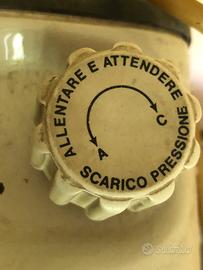 ALLENTARE E ATTENDERE
SCARICO PRESSIONE
A
C